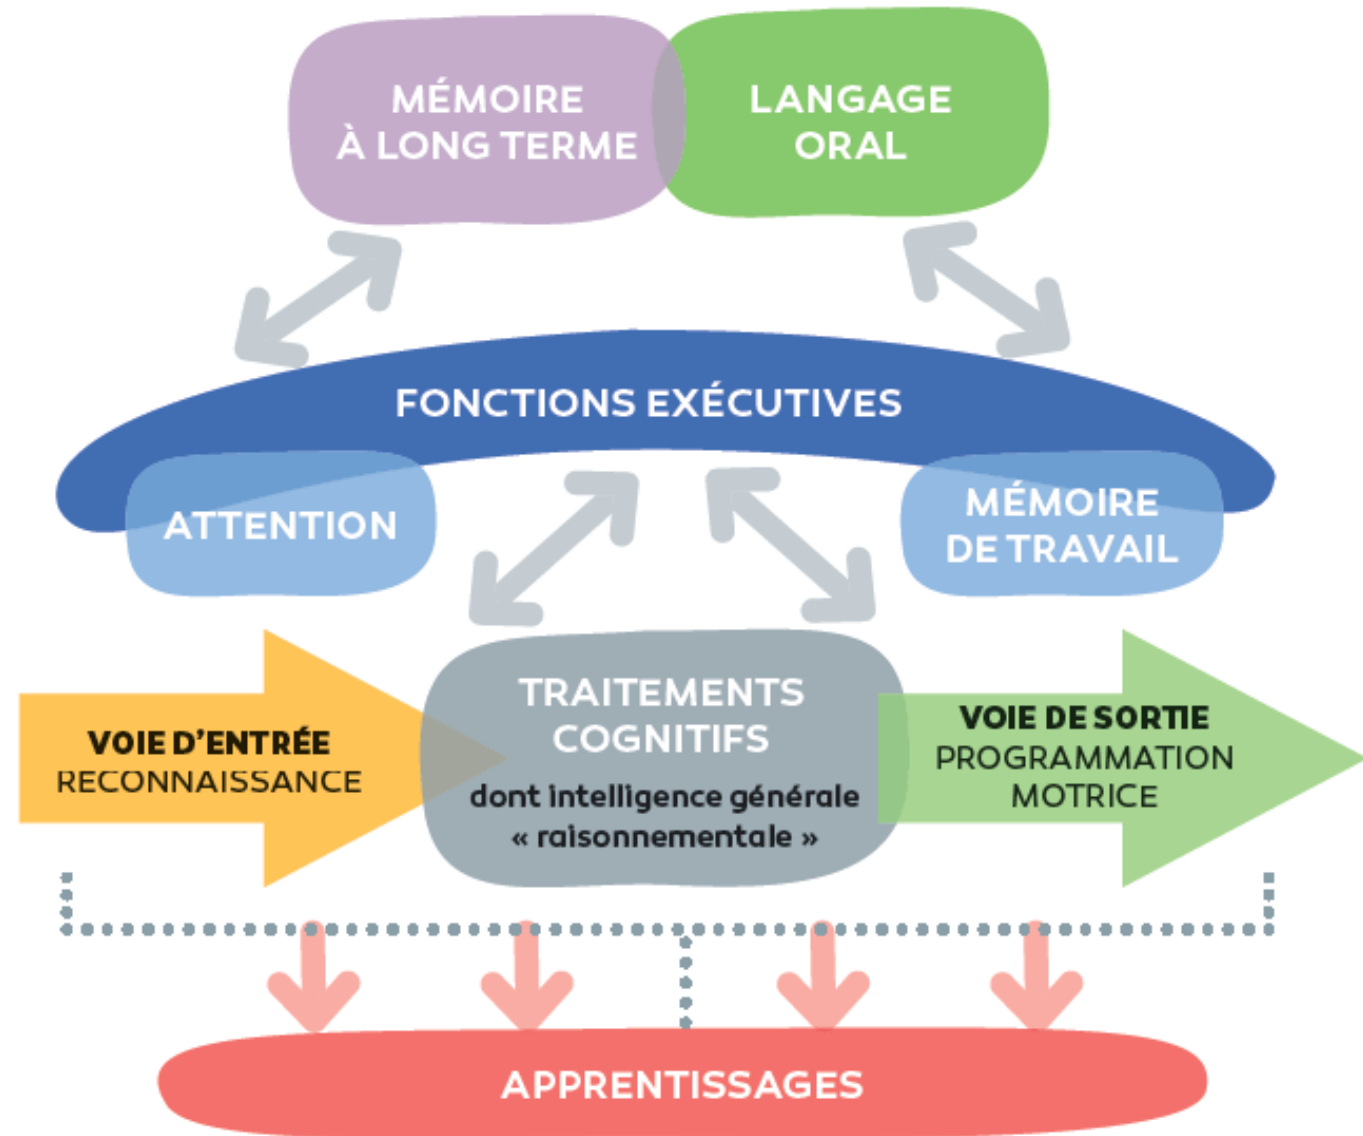 MÉMOIRE
À LONG TERME
LANGAGE
ORAL
FONCTIONS EXÉCUTIVES
ATTENTION
MÉMOIRE
DE TRAVAIL
VOIE D'ENTRÉE
RECONNAISSANCE
TRAITEMENTS
COGNITIFS
dont intelligence générale
« raisonnementale »
VOIE DE SORTIE
PROGRAMMATION
MOTRICE
APPRENTISSAGES